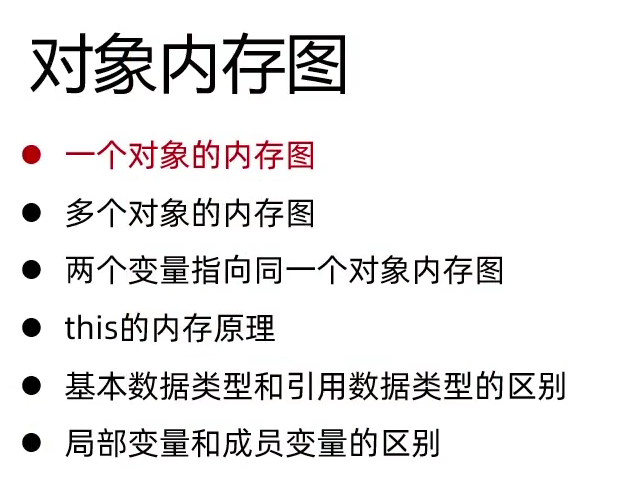 对象内存图
● 一个对象的内存图
● 多个对象的内存图
● 两个变量指向同一个对象内存图
● this的内存原理
● 基本数据类型和引用数据类型的区别
● 局部变量和成员变量的区别